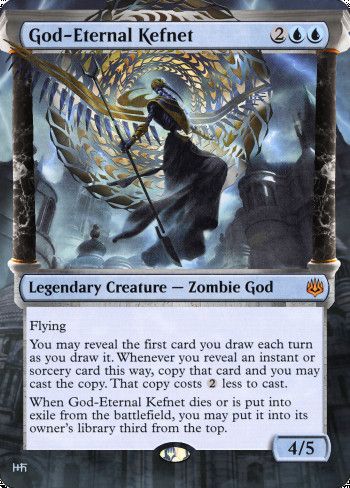 God-Eternal Kefnet 2
Legendary Creature — Zombie God
Flying
You may reveal the first card you draw each turn
as you draw it. Whenever you reveal an instant or
sorcery card this way, copy that card and you may
cast the copy. That copy costs 2 less to cast.
When God-Eternal Kefnet dies or is put into
exile from the battlefield, you may put it into its
owner's library third from the top.
4/5